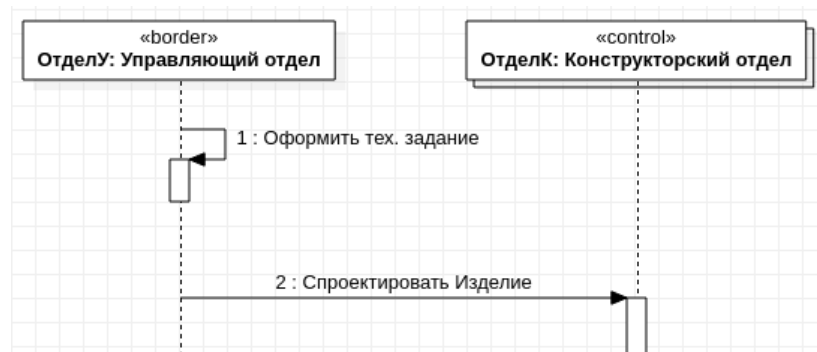 «border»
ОтделУ: Управляющий отдел
«control»
ОтделК: Конструкторский отдел
1 : Оформить тех. задание
2 : Спроектировать Изделие